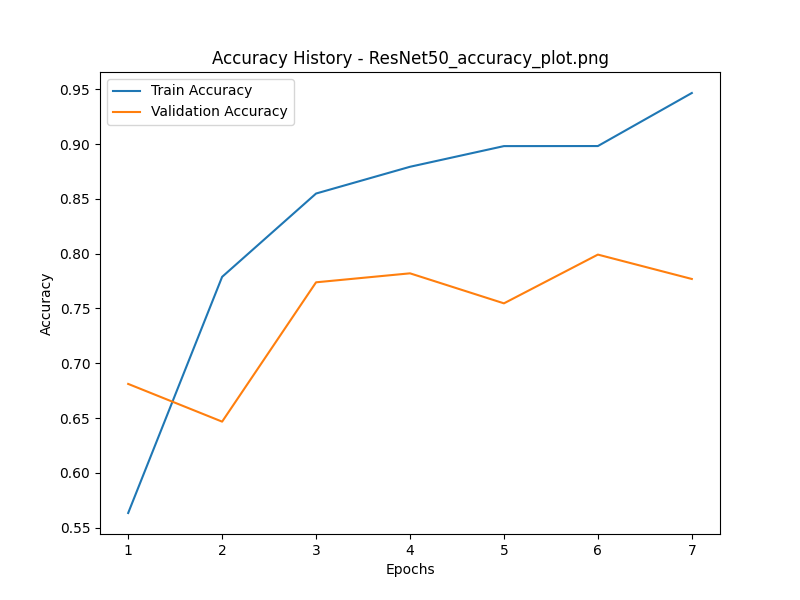 Accuracy History - ResNet50_accuracy_plot.png
Train Accuracy
Validation Accuracy
Accuracy
0.95
0.90
0.85
0.80
0.75
0.70
0.65
0.60
0.55
1 2 3 4 5 6 7
Epochs